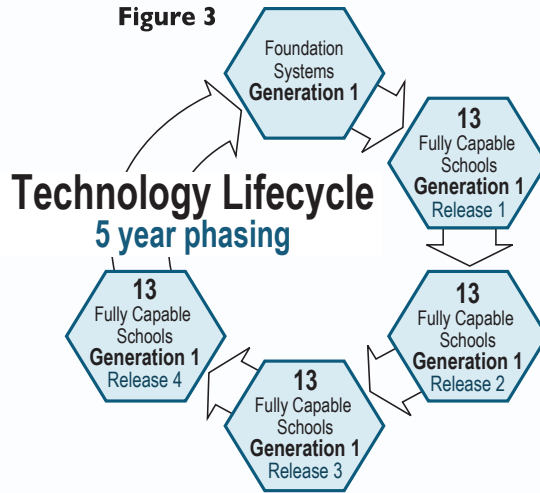 Figure 3
Foundation
Systems
Generation 1
13
Fully Capable
Schools
Generation 1
Release 1
Technology Lifecycle
5 year phasing
13
Fully Capable
Schools
Generation 1
Release 2
13
Fully Capable
Schools
Generation 1
Release 3
13
Fully Capable
Schools
Generation 1
Release 4